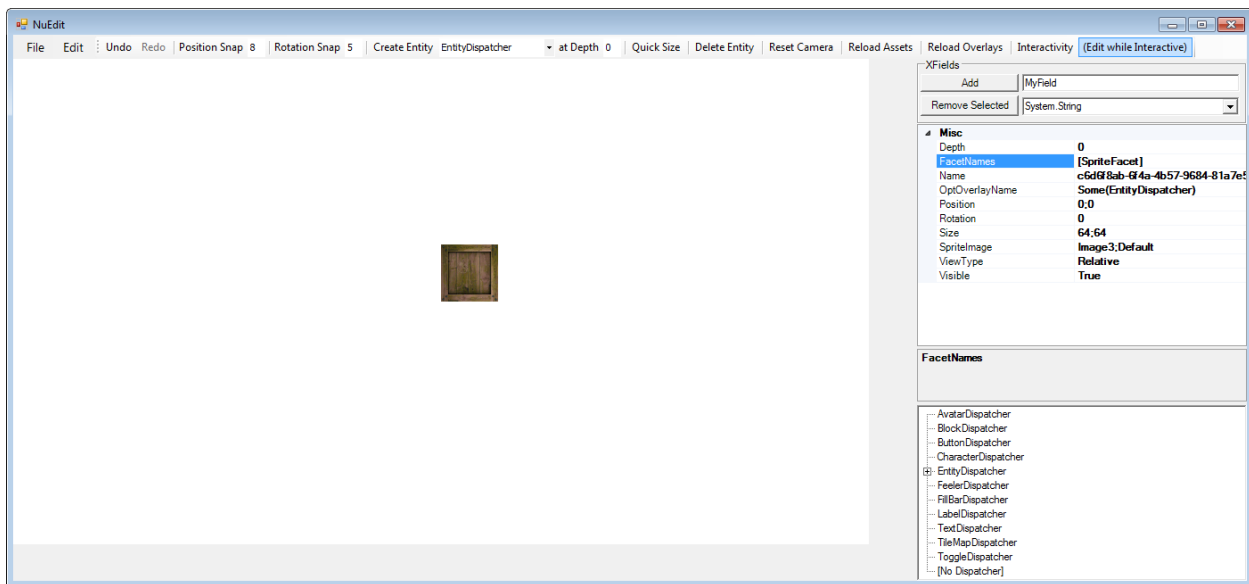 NuEdit
File Edit Undo Redo Position Snap 8 Rotation Snap 5 Create Entity EntityDispatcher at Depth 0 Quick Size Delete Entity Reset Camera Reload Assets Reload Overlays Interactivity (Edit while Interactive)
XFields
Add MyField
Remove Selected System.String
Misc
Depth 0
FacetNames [SpriteFacet]
Name c6d6f8ab-6f4a-4b57-9684-81a7e5
OptOverlayName Some(EntityDispatcher)
Position 0;0
Rotation 0
Size 64;64
SpriteImage Image3;Default
ViewType Relative
Visible True
FacetNames
AvatarDispatcher
BlockDispatcher
ButtonDispatcher
CharacterDispatcher
EntityDispatcher
FeelerDispatcher
FillBarDispatcher
LabelDispatcher
TextDispatcher
TileMapDispatcher
ToggleDispatcher
[No Dispatcher]